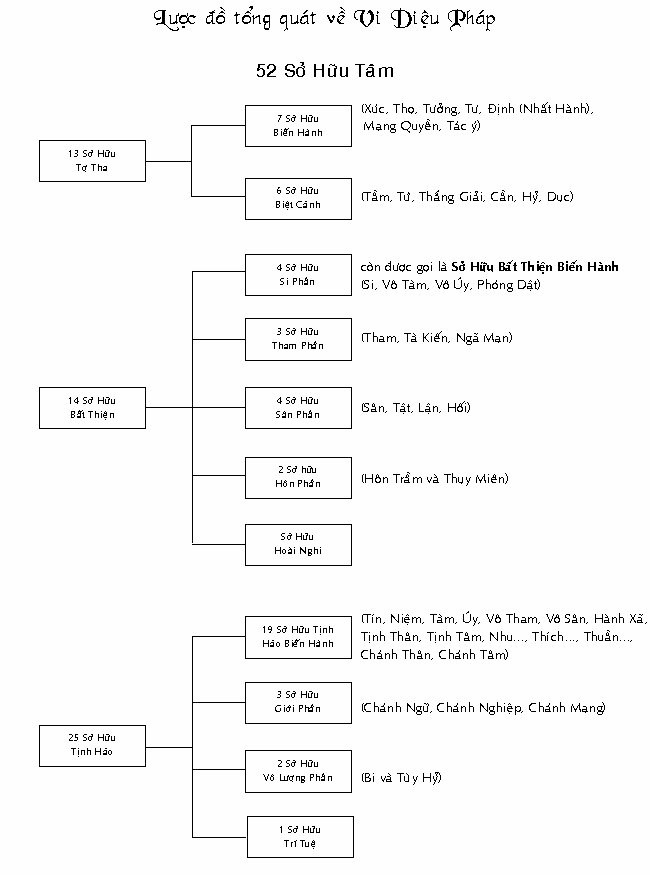 Lược đồ tổng quát về Vi Diệu Pháp
52 Sở Hữu Tâm
13 Sở Hữu
Tợ Tha
7 Sở Hữu
Biến Hành
(Xúc, Thọ, Tưởng, Tư, Định (Nhất Hành),
Mạng Quyền, Tác ý)
6 Sở Hữu
Biệt Cảnh
(Tầm, Tứ, Thắng Giải, Cần, Hỷ, Dục)
14 Sở Hữu
Bất Thiện
4 Sở Hữu
Si Phần
còn được gọi là Sở Hữu Bất Thiện Biến Hành
(Si, Vô Tàm, Vô Úy, Phóng Dật)
3 Sở Hữu
Tham Phần
(Tham, Tà Kiến, Ngã Mạn)
4 Sở Hữu
Sân Phần
(Sân, Tật, Lận, Hối)
2 Sở hữu
Hôn Phần
(Hôn Trầm và Thụy Miên)
Sở Hữu
Hoài Nghi
25 Sở Hữu
Tịnh Hảo
19 Sở Hữu Tịnh
Hảo Biến Hành
(Tín, Niệm, Tàm, Úy, Vô Tham, Vô Sân, Hành Xả,
Tịnh Thân, Tịnh Tâm, Nhu..., Thích..., Thuần...,
Chánh Thân, Chánh Tâm)
3 Sở Hữu
Giới Phần
(Chánh Ngữ, Chánh Nghiệp, Chánh Mạng)
2 Sở Hữu
Vô Lượng Phần
(Bi và Tùy Hỷ)
1 Sở Hữu
Trí Tuệ